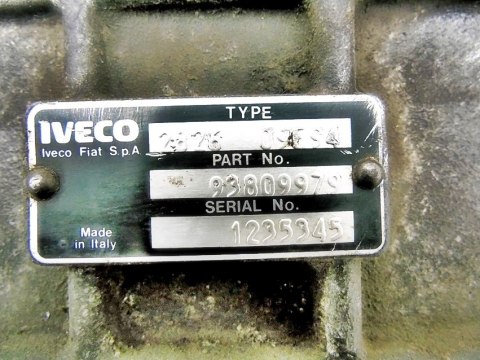 IVECO
Iveco Fiat S.p.A
TYPE
PART No.
93809979
SERIAL No.
1235345
Made
in Italy